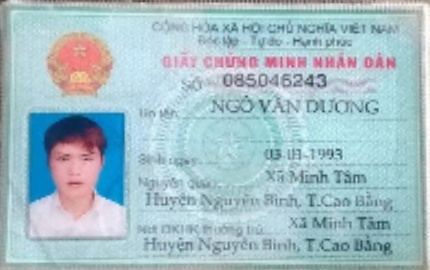 CỘNG HÒA XÃ HỘI CHỦ NGHĨA VIỆT NAM
Độc lập - Tự do - Hạnh phúc
GIẤY CHỨNG MINH NHÂN DÂN
SỐ 085046243
Họ tên: NGÔ VĂN DƯƠNG
Sinh ngày: 03-03-1993
Nguyên quán: Xã Minh Tâm
Huyện Nguyên Bình, T.Cao Bằng
Nơi ĐKHK thường trú: Xã Minh Tâm
Huyện Nguyên Bình, T.Cao Bằng